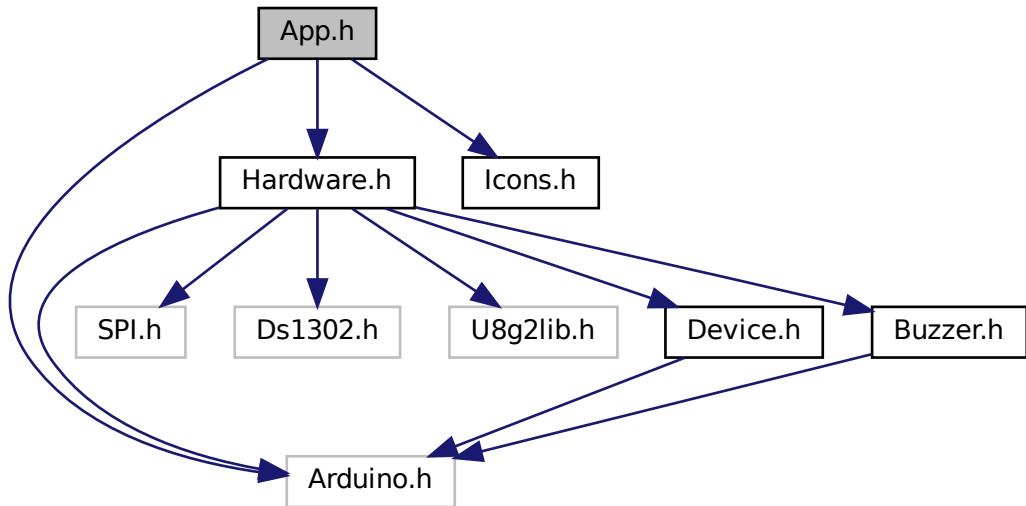 App.h
Hardware.h
Icons.h
SPI.h
Ds1302.h
U8g2lib.h
Device.h
Buzzer.h
Arduino.h